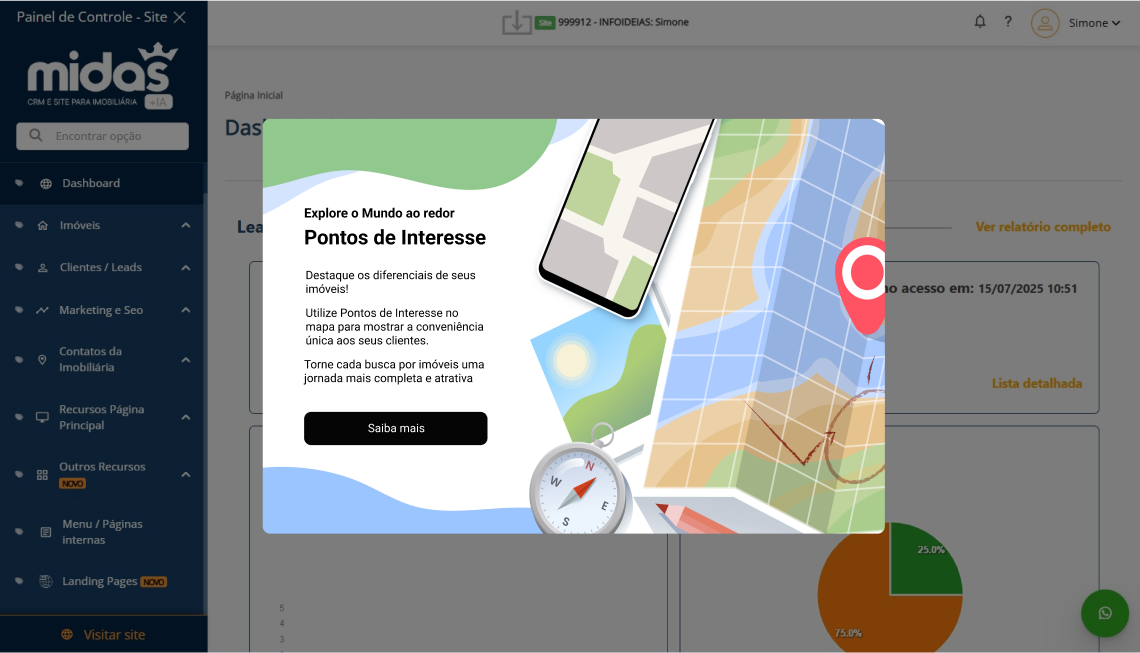 Painel de Controle - Site
Site 999912 - INFOIDEIAS: Simone
?
Simone
midas
CRM E SITE PARA IMOBILIÁRIA +IA
Encontrar opção
Dashboard
Imóveis
Clientes / Leads
Marketing e Seo
Contatos da
Imobiliária
Recursos Página
Principal
Outros Recursos
NOVO
Menu / Páginas
internas
Landing Pages NOVO
Visitar site
Página Inicial
Ver relatório completo
acesso em: 15/07/2025 10:51
Lista detalhada
Explore o Mundo ao redor
Pontos de Interesse
Destaque os diferenciais de seus
imóveis!
Utilize Pontos de Interesse no
mapa para mostrar a conveniência
única aos seus clientes.
Torne cada busca por imóveis uma
jornada mais completa e atrativa
Saiba mais
N
W
E
S
25.0%
75.0%
5
4
3